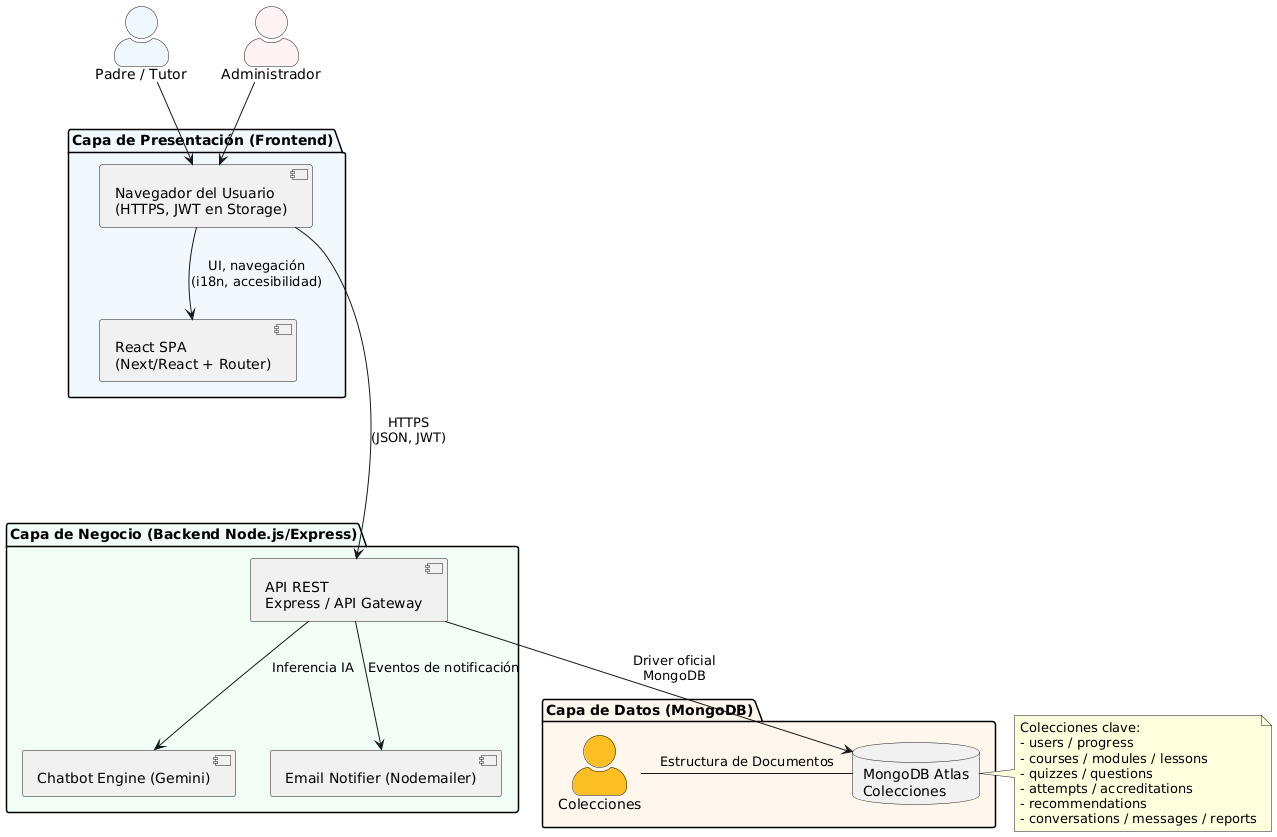 Padre / Tutor
Administrador
Capa de Presentación (Frontend)
Navegador del Usuario
(HTTPS, JWT en Storage)
UI, navegación
(i18n, accesibilidad)
React SPA
(Next/React + Router)
HTTPS
(JSON, JWT)
Capa de Negocio (Backend Node.js/Express)
API REST
Express / API Gateway
Inferencia IA
Eventos de notificación
Chatbot Engine (Gemini)
Email Notifier (Nodemailer)
Driver oficial
MongoDB
Capa de Datos (MongoDB)
Colecciones
Estructura de Documentos
MongoDB Atlas
Colecciones
Colecciones clave:
- users / progress
- courses / modules / lessons
- quizzes / questions
- attempts / accreditations
- recommendations
- conversations / messages / reports